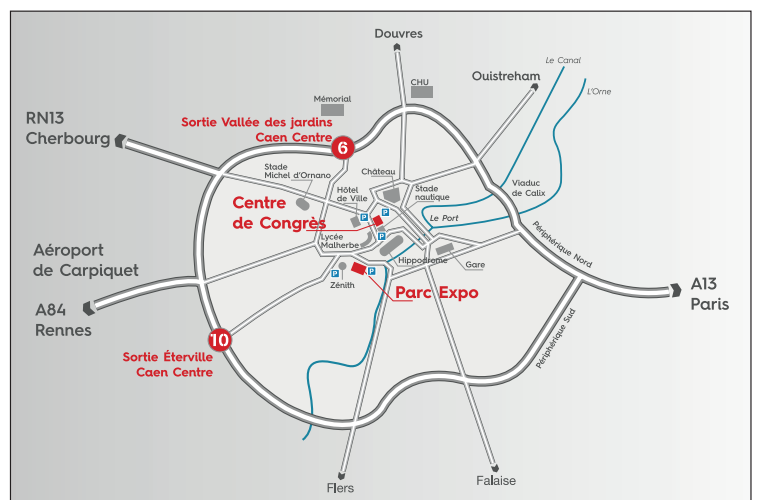 Douvres
Le Canal
CHU
Ouistreham
L'Orne
Mémorial
RN13
Cherbourg
Sortie Vallée des jardins
Caen Centre
6
Stade
Michel d'Ornano
Château
Hôtel
de Ville
Stade
nautique
Viaduc
de Calix
Centre
de Congrès
P
P
P
Le Port
Périphérique Nord
Lycée
Malherbe
Hippodrome
Gare
Aéroport
de Carpiquet
P
P
Zénith
Parc Expo
A13
Paris
A84
Rennes
10
Sortie Éterville
Caen Centre
Périphérique Sud
Flers
Falaise